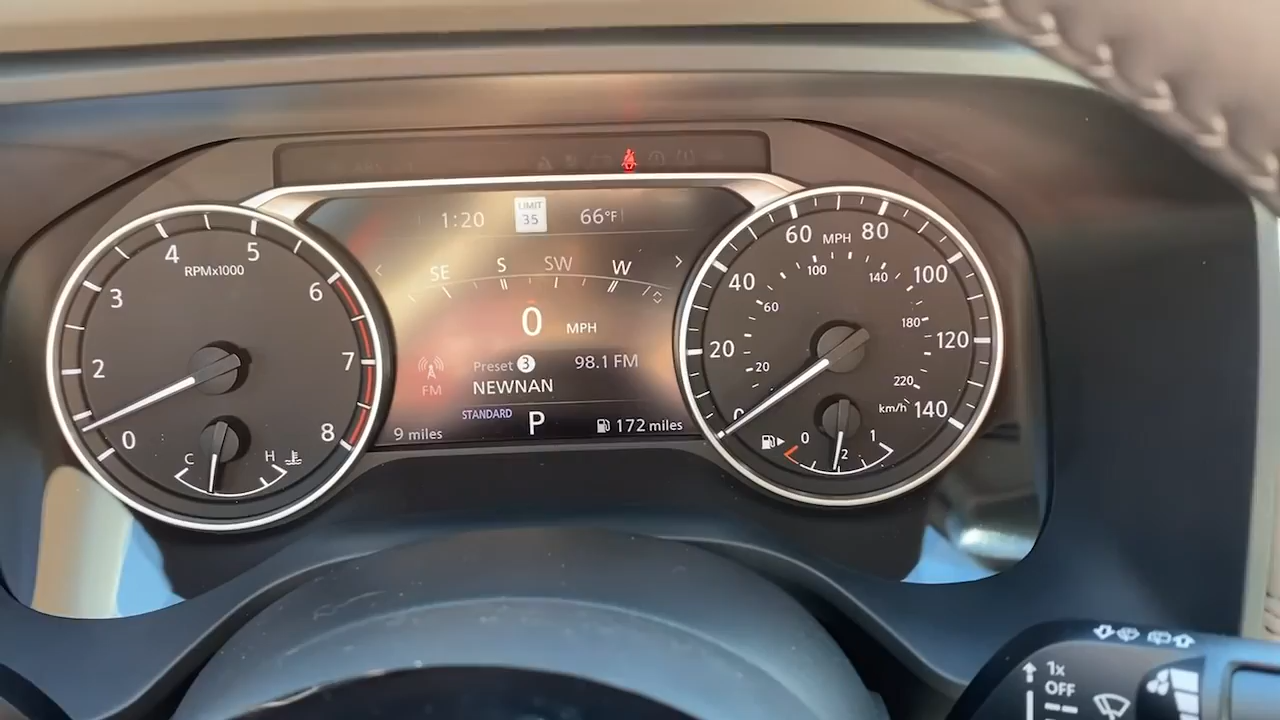 1:20
LIMIT
35
66°F
SE S SW W
0 MPH
FM
Preset 3 98.1 FM
NEWNAN
STANDARD
P
9 miles
172 miles
RPMx1000
0
2
3
4
5
6
7
8
C H
MPH
0
20
40
60
80
100
120
140
20
60
100
140
180
220
km/h
0
1
2
1x
OFF